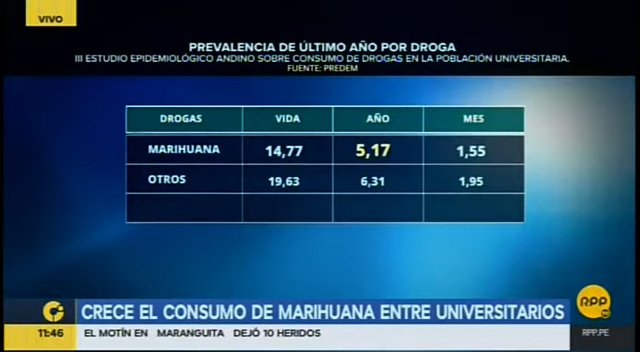 VIVO
PREVALENCIA DE ÚLTIMO AÑO POR DROGA
III ESTUDIO EPIDEMIOLÓGICO ANDINO SOBRE CONSUMO DE DROGAS EN LA POBLACIÓN UNIVERSITARIA.
FUENTE: PREDEM
DROGAS VIDA AÑO MES
MARIHUANA 14,77 5,17 1,55
OTROS 19,63 6,31 1,95
CRECE EL CONSUMO DE MARIHUANA ENTRE UNIVERSITARIOS
RPP
11:46 EL MOTÍN EN MARANGUITA DEJÓ 10 HERIDOS RPP.PE